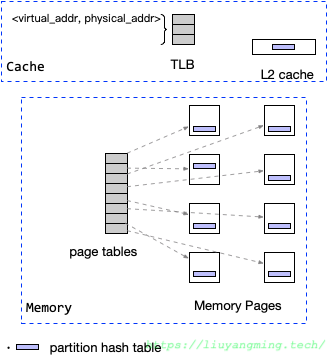 <virtual_addr, physical_addr>
TLB
L2 cache
Cache
page tables
Memory Pages
Memory
partition hash table
https://liuyangming.tech/